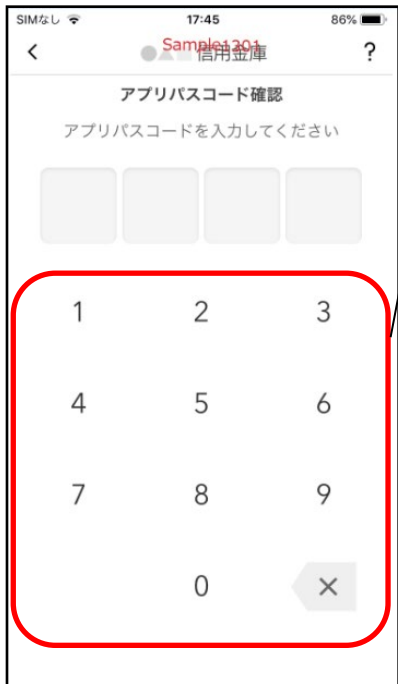 SIMなし 17:45 86%
< ●▲■信用金庫 ?
Sample1301
アプリパスコード確認
アプリパスコードを入力してください
1 2 3
4 5 6
7 8 9
0 ×